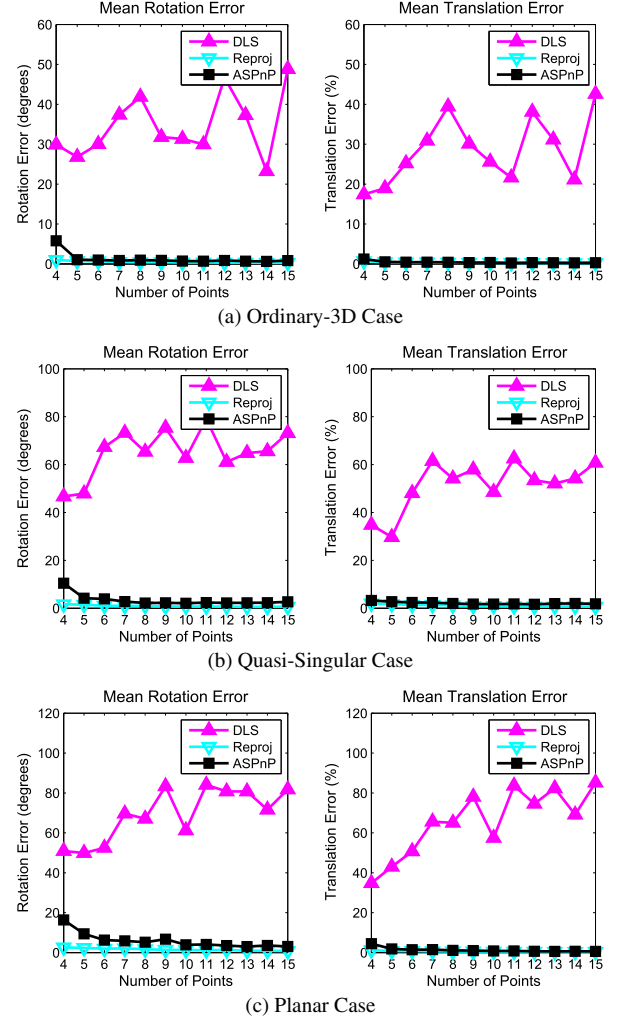 Mean Rotation Error Mean Translation Error
60 60
DLS DLS
50 Reproj 50 Reproj
ASPnP ASPnP
40 40
30 30
20 20
10 10
0 0
Rotation Error (degrees) Translation Error (%)
4 5 6 7 8 9 10 11 12 13 14 15 4 5 6 7 8 9 10 11 12 13 14 15
Number of Points Number of Points
(a) Ordinary-3D Case
Mean Rotation Error Mean Translation Error
100 100
DLS DLS
80 Reproj 80 Reproj
ASPnP ASPnP
60 60
40 40
20 20
0 0
Rotation Error (degrees) Translation Error (%)
4 5 6 7 8 9 10 11 12 13 14 15 4 5 6 7 8 9 10 11 12 13 14 15
Number of Points Number of Points
(b) Quasi-Singular Case
Mean Rotation Error Mean Translation Error
120 120
DLS DLS
100 Reproj 100 Reproj
ASPnP ASPnP
80 80
60 60
40 40
20 20
0 0
Rotation Error (degrees) Translation Error (%)
4 5 6 7 8 9 10 11 12 13 14 15 4 5 6 7 8 9 10 11 12 13 14 15
Number of Points Number of Points
(c) Planar Case